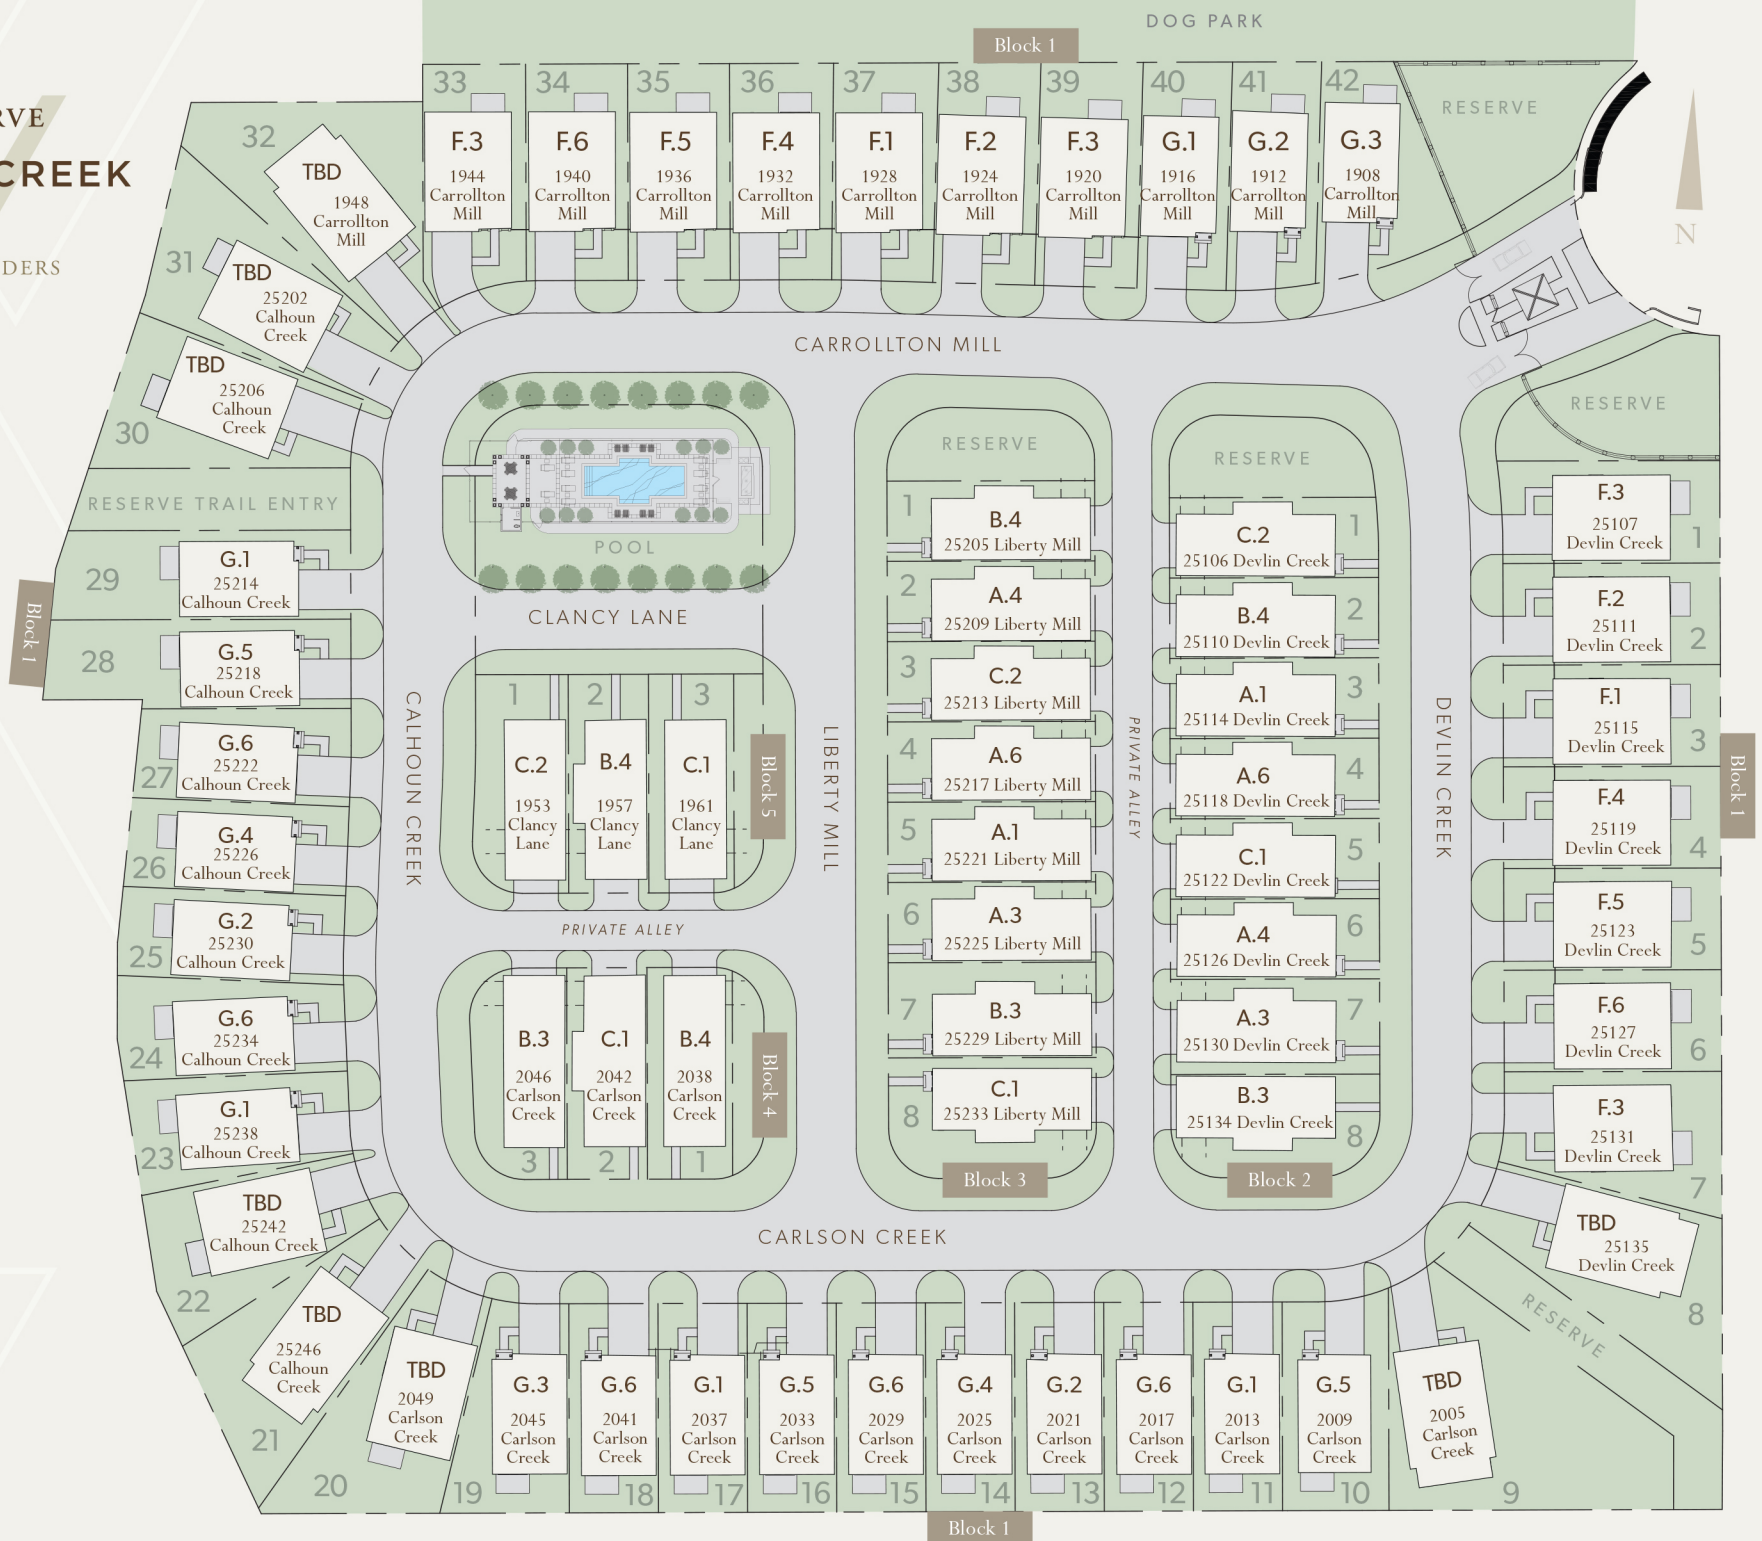 RVE
CREEK
DERS
DOG PARK
Block 1
RESERVE
N
33
F.3
1944
Carrollton
Mill
34
F.6
1940
Carrollton
Mill
35
F.5
1936
Carrollton
Mill
36
F.4
1932
Carrollton
Mill
37
F.1
1928
Carrollton
Mill
38
F.2
1924
Carrollton
Mill
39
F.3
1920
Carrollton
Mill
40
G.1
1916
Carrollton
Mill
41
G.2
1912
Carrollton
Mill
42
G.3
1908
Carrollton
Mill
32
TBD
1948
Carrollton
Mill
31
TBD
25202
Calhoun
Creek
30
TBD
25206
Calhoun
Creek
RESERVE TRAIL ENTRY
29
G.1
25214
Calhoun Creek
Block 1
28
G.5
25218
Calhoun Creek
27
G.6
25222
Calhoun Creek
26
G.4
25226
Calhoun Creek
25
G.2
25230
Calhoun Creek
24
G.6
25234
Calhoun Creek
23
G.1
25238
Calhoun Creek
22
TBD
25242
Calhoun Creek
21
TBD
25246
Calhoun
Creek
20
TBD
2049
Carlson
Creek
CARROLLTON MILL
POOL
CLANCY LANE
CALHOUN CREEK
1
C.2
1953
Clancy
Lane
2
B.4
1957
Clancy
Lane
3
C.1
1961
Clancy
Lane
Block 5
PRIVATE ALLEY
B.3
2046
Carlson
Creek
3
C.1
2042
Carlson
Creek
2
B.4
2038
Carlson
Creek
1
Block 4
LIBERTY MILL
RESERVE
1
B.4
25205 Liberty Mill
2
A.4
25209 Liberty Mill
3
C.2
25213 Liberty Mill
4
A.6
25217 Liberty Mill
5
A.1
25221 Liberty Mill
6
A.3
25225 Liberty Mill
7
B.3
25229 Liberty Mill
8
C.1
25233 Liberty Mill
Block 3
PRIVATE ALLEY
RESERVE
1
C.2
25106 Devlin Creek
2
B.4
25110 Devlin Creek
3
A.1
25114 Devlin Creek
4
A.6
25118 Devlin Creek
5
C.1
25122 Devlin Creek
6
A.4
25126 Devlin Creek
7
A.3
25130 Devlin Creek
8
B.3
25134 Devlin Creek
Block 2
DEVLIN CREEK
RESERVE
F.3
25107
Devlin Creek
1
F.2
25111
Devlin Creek
2
F.1
25115
Devlin Creek
3
Block 1
F.4
25119
Devlin Creek
4
F.5
25123
Devlin Creek
5
F.6
25127
Devlin Creek
6
F.3
25131
Devlin Creek
7
TBD
25135
Devlin Creek
8
RESERVE
CARLSON CREEK
G.3
2045
Carlson
Creek
19
G.6
2041
Carlson
Creek
18
G.1
2037
Carlson
Creek
17
G.5
2033
Carlson
Creek
16
G.6
2029
Carlson
Creek
15
G.4
2025
Carlson
Creek
14
G.2
2021
Carlson
Creek
13
G.6
2017
Carlson
Creek
12
G.1
2013
Carlson
Creek
11
G.5
2009
Carlson
Creek
10
TBD
2005
Carlson
Creek
9
Block 1